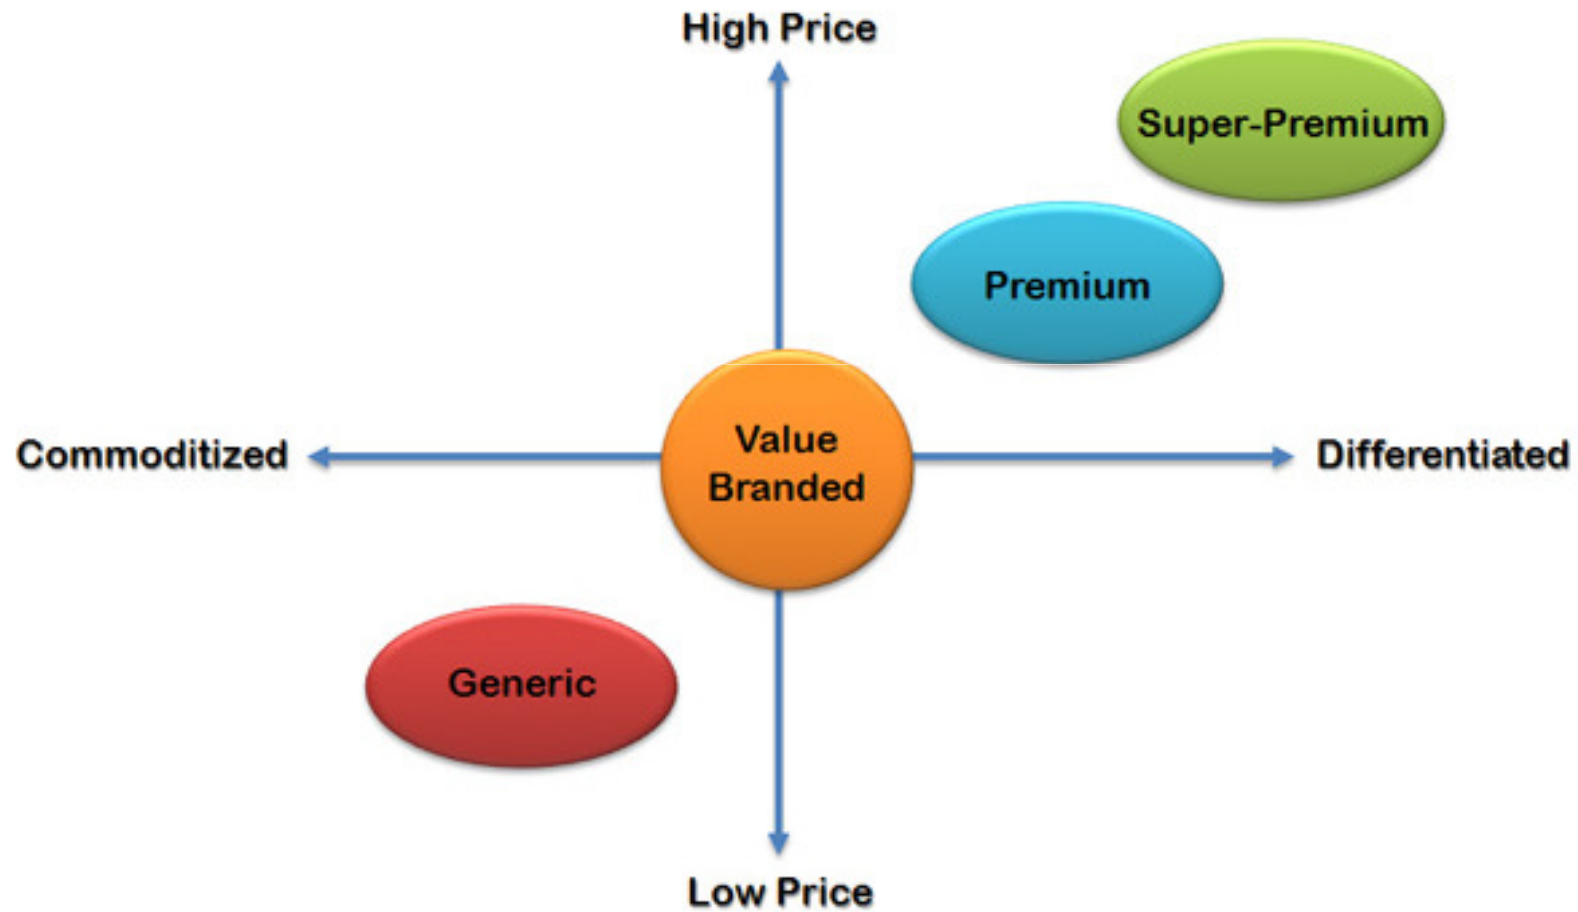 High Price
Super-Premium
Premium
Commoditized
Value
Branded
Differentiated
Generic
Low Price